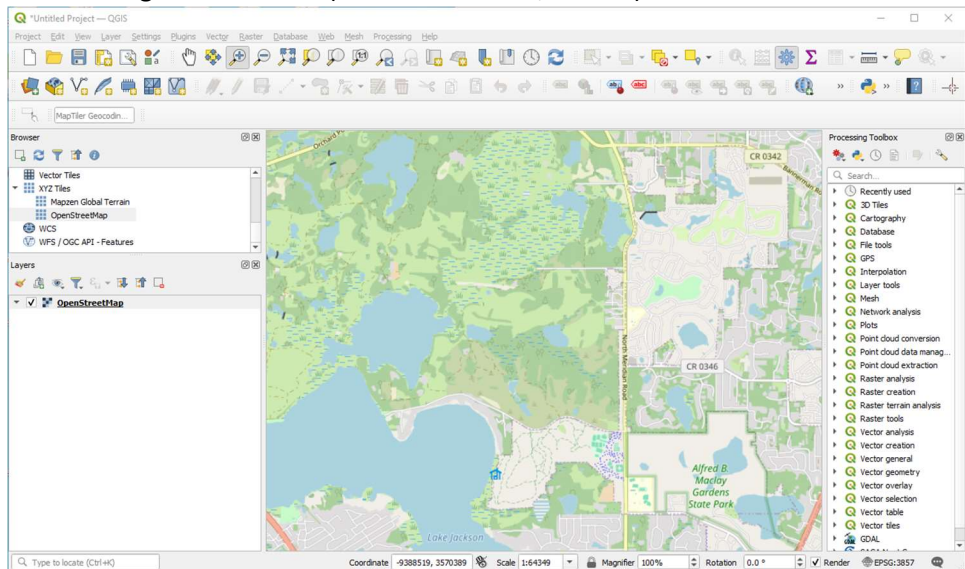 *Untitled Project — QGIS
Project Edit View Layer Settings Plugins Vector Raster Database Web Mesh Processing Help
MapTiler Geocodin...
Browser
Vector Tiles
XYZ Tiles
Mapzen Global Terrain
OpenStreetMap
WCS
WFS / OGC API - Features
Layers
OpenStreetMap
CR 0342
Bannerman
North Meridian Road
CR 0346
Alfred B.
Maclay
Gardens
State Park
Lake Jackson
Processing Toolbox
Search...
Recently used
3D Tiles
Cartography
Database
File tools
GPS
Interpolation
Layer tools
Mesh
Network analysis
Plots
Point cloud conversion
Point cloud data manag...
Point cloud extraction
Raster analysis
Raster creation
Raster terrain analysis
Raster tools
Vector analysis
Vector creation
Vector general
Vector geometry
Vector overlay
Vector selection
Vector table
Vector tiles
GDAL
Type to locate (Ctrl+K)
Coordinate -9388519, 3570389 Scale 1:64349 Magnifier 100% Rotation 0.0 ° Render EPSG:3857